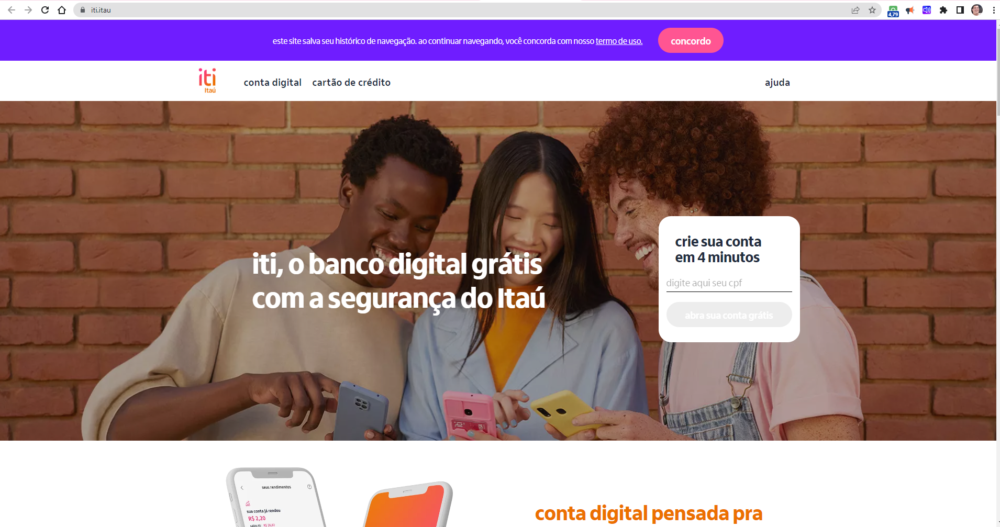 iti.itau
4,79
este site salva seu histórico de navegação. ao continuar navegando, você concorda com nosso termo de uso.
concordo
iti
Itaú
conta digital
cartão de crédito
ajuda
iti, o banco digital grátis
com a segurança do Itaú
crie sua conta
em 4 minutos
digite aqui seu cpf
abra sua conta grátis
seus rendimentos
sua conta já rendeu
R$ 2,20
saldo iti: R$ 26,82
conta digital pensada pra